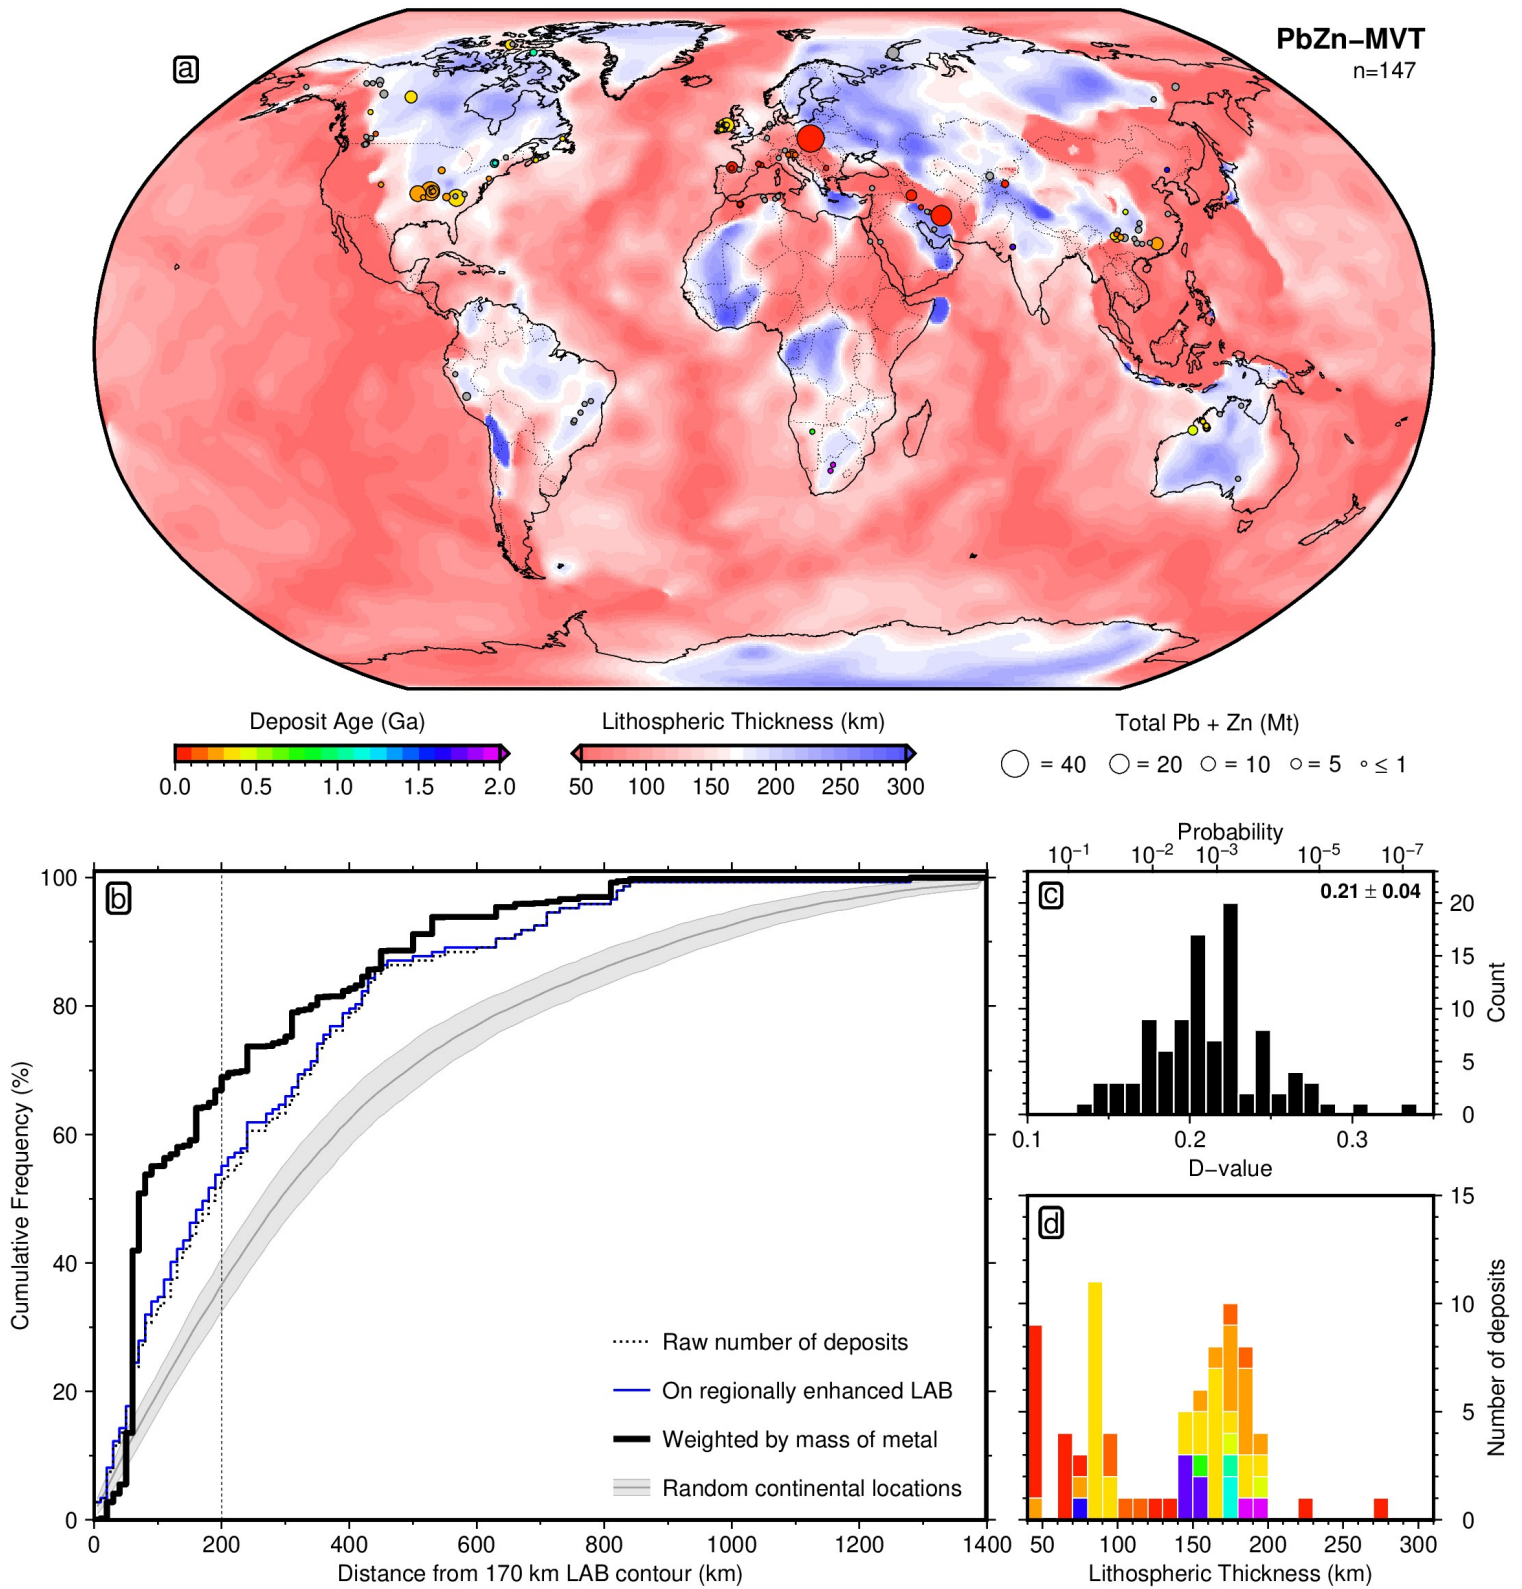 a
PbZn−MVT
n=147
Deposit Age (Ga)
0.0 0.5 1.0 1.5 2.0
Lithospheric Thickness (km)
50 100 150 200 250 300
Total Pb + Zn (Mt)
= 40 = 20 = 10 = 5 ≤ 1
b
Cumulative Frequency (%)
100
80
60
40
20
0
Raw number of deposits
On regionally enhanced LAB
Weighted by mass of metal
Random continental locations
0 200 400 600 800 1000 1200 1400
Distance from 170 km LAB contour (km)
Probability
10−1 10−2 10−3 10−5 10−7
c
0.21 ± 0.04
20
15
10
5
0
Count
0.1 0.2 0.3
D−value
d
15
10
5
0
Number of deposits
50 100 150 200 250 300
Lithospheric Thickness (km)